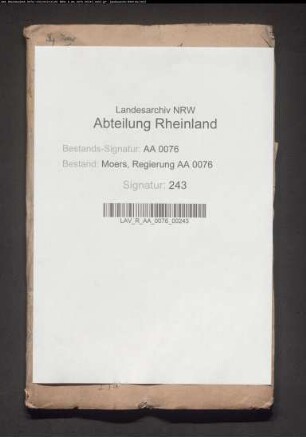 Landesarchiv NRW
Abteilung Rheinland
Bestands-Signatur: AA 0076
Bestand: Moers, Regierung AA 0076
Signatur: 243
LAV_R_AA_0076_00243